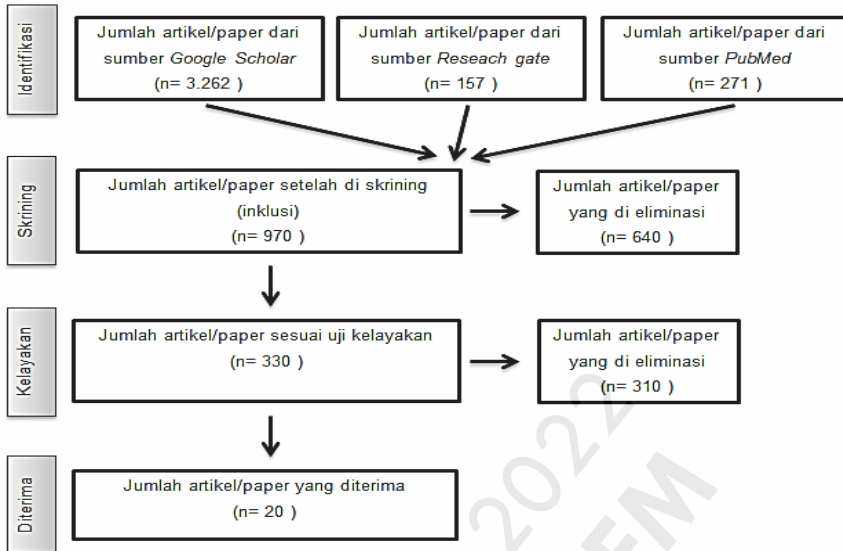 Identifikasi
Jumlah artikel/paper dari
sumber Google Scholar
(n= 3.262 )
Jumlah artikel/paper dari
sumber Reseach gate
(n= 157 )
Jumlah artikel/paper dari
sumber PubMed
(n= 271 )
Skrining
Jumlah artikel/paper setelah di skrining
(inklusi)
(n= 970 )
Jumlah artikel/paper
yang di eliminasi
(n= 640 )
Kelayakan
Jumlah artikel/paper sesuai uji kelayakan
(n= 330 )
Jumlah artikel/paper
yang di eliminasi
(n= 310 )
Diterima
Jumlah artikel/paper yang diterima
(n= 20 )
2022